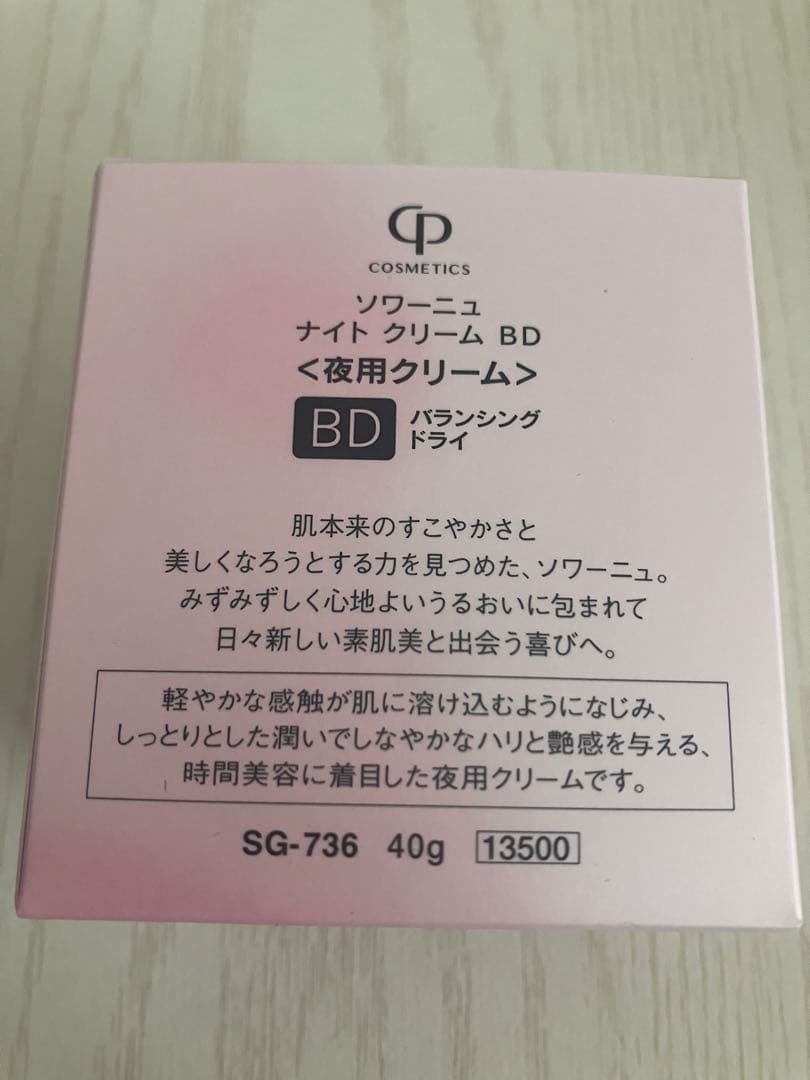 CP
COSMETICS
ソワーニュ
ナイト クリーム BD
<夜用クリーム>
BD バランシング
ドライ
肌本来のすこやかさと
美しくなろうとする力を見つめた、ソワーニュ。
みずみずしく心地よいうるおいに包まれて
日々新しい素肌美と出会う喜びへ。
軽やかな感触が肌に溶け込むようになじみ、
しっとりとした潤いでしなやかなハリと艶感を与える、
時間美容に着目した夜用クリームです。
SG-736 40g 13500